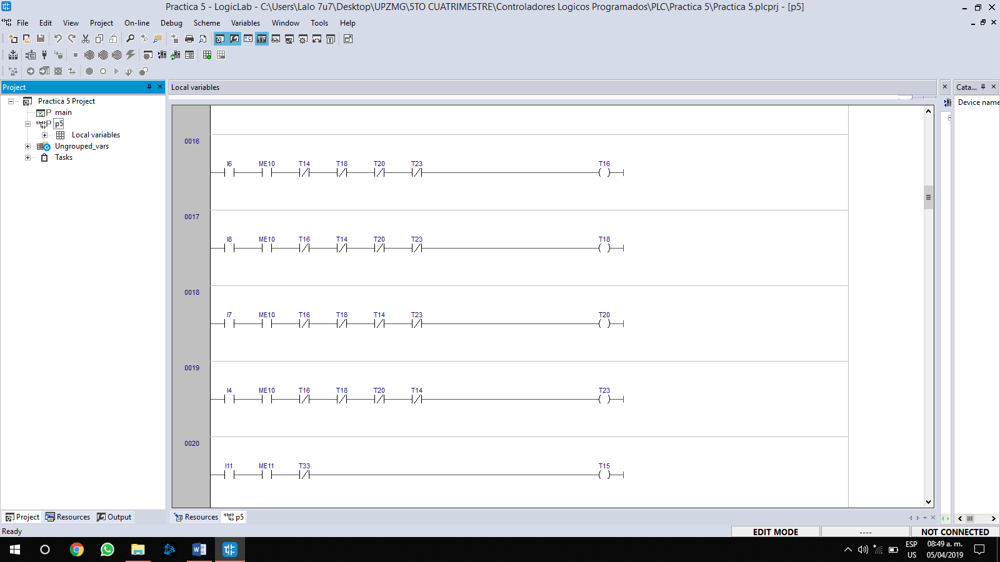 Practica 5 - LogicLab - C:\Users\Lalo 7u7\Desktop\UPZMG\5TO CUATRIMESTRE\Controladores Logicos Programados\PLC\Practica 5\Practica 5.plcprj - [p5]
File Edit View Project On-line Debug Scheme Variables Window Tools Help
Project
Local variables
Cata...
Practica 5 Project
Device name
main
p5
Local variables
Ungrouped_vars
Tasks
0016
I6 ME10 T14 T18 T20 T23 T16
0017
I8 ME10 T16 T14 T20 T23 T18
0018
I7 ME10 T16 T18 T14 T23 T20
0019
I4 ME10 T16 T18 T20 T14 T23
0020
I11 ME11 T33 T15
Project Resources Output
Resources p5
Ready
EDIT MODE
----
NOT CONNECTED
ESP
US
08:49 a. m.
05/04/2019